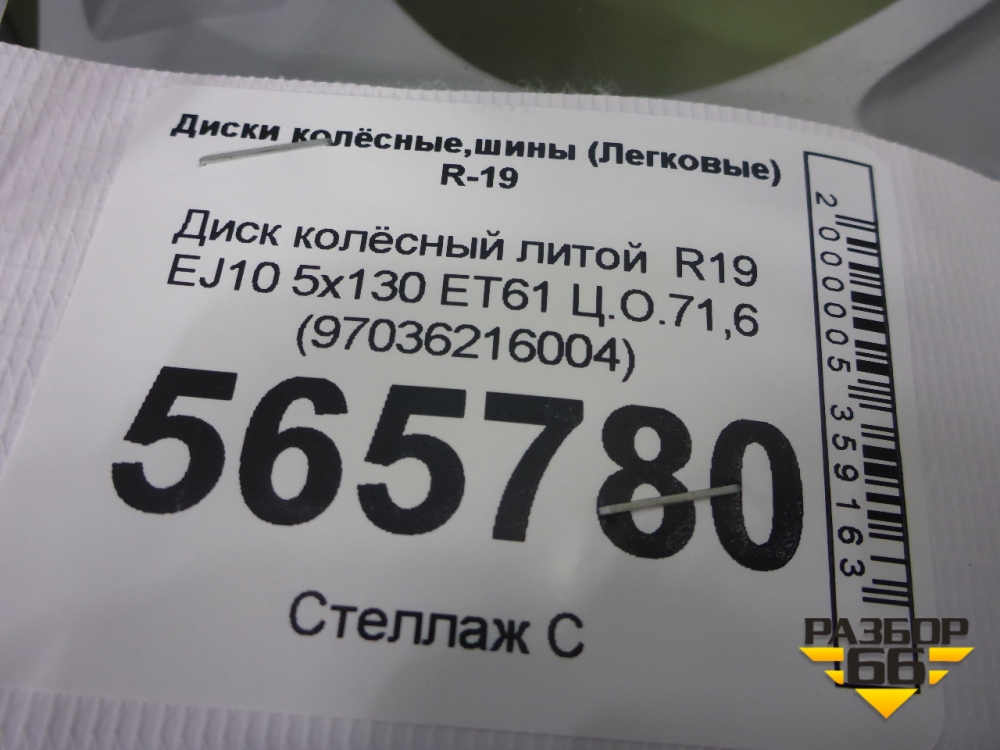 Диски колёсные,шины (Легковые)
R-19
Диск колёсный литой R19
EJ10 5x130 ET61 Ц.О.71,6
(97036216004)
565780
Стеллаж С
2000005359163
РАЗБОР
66